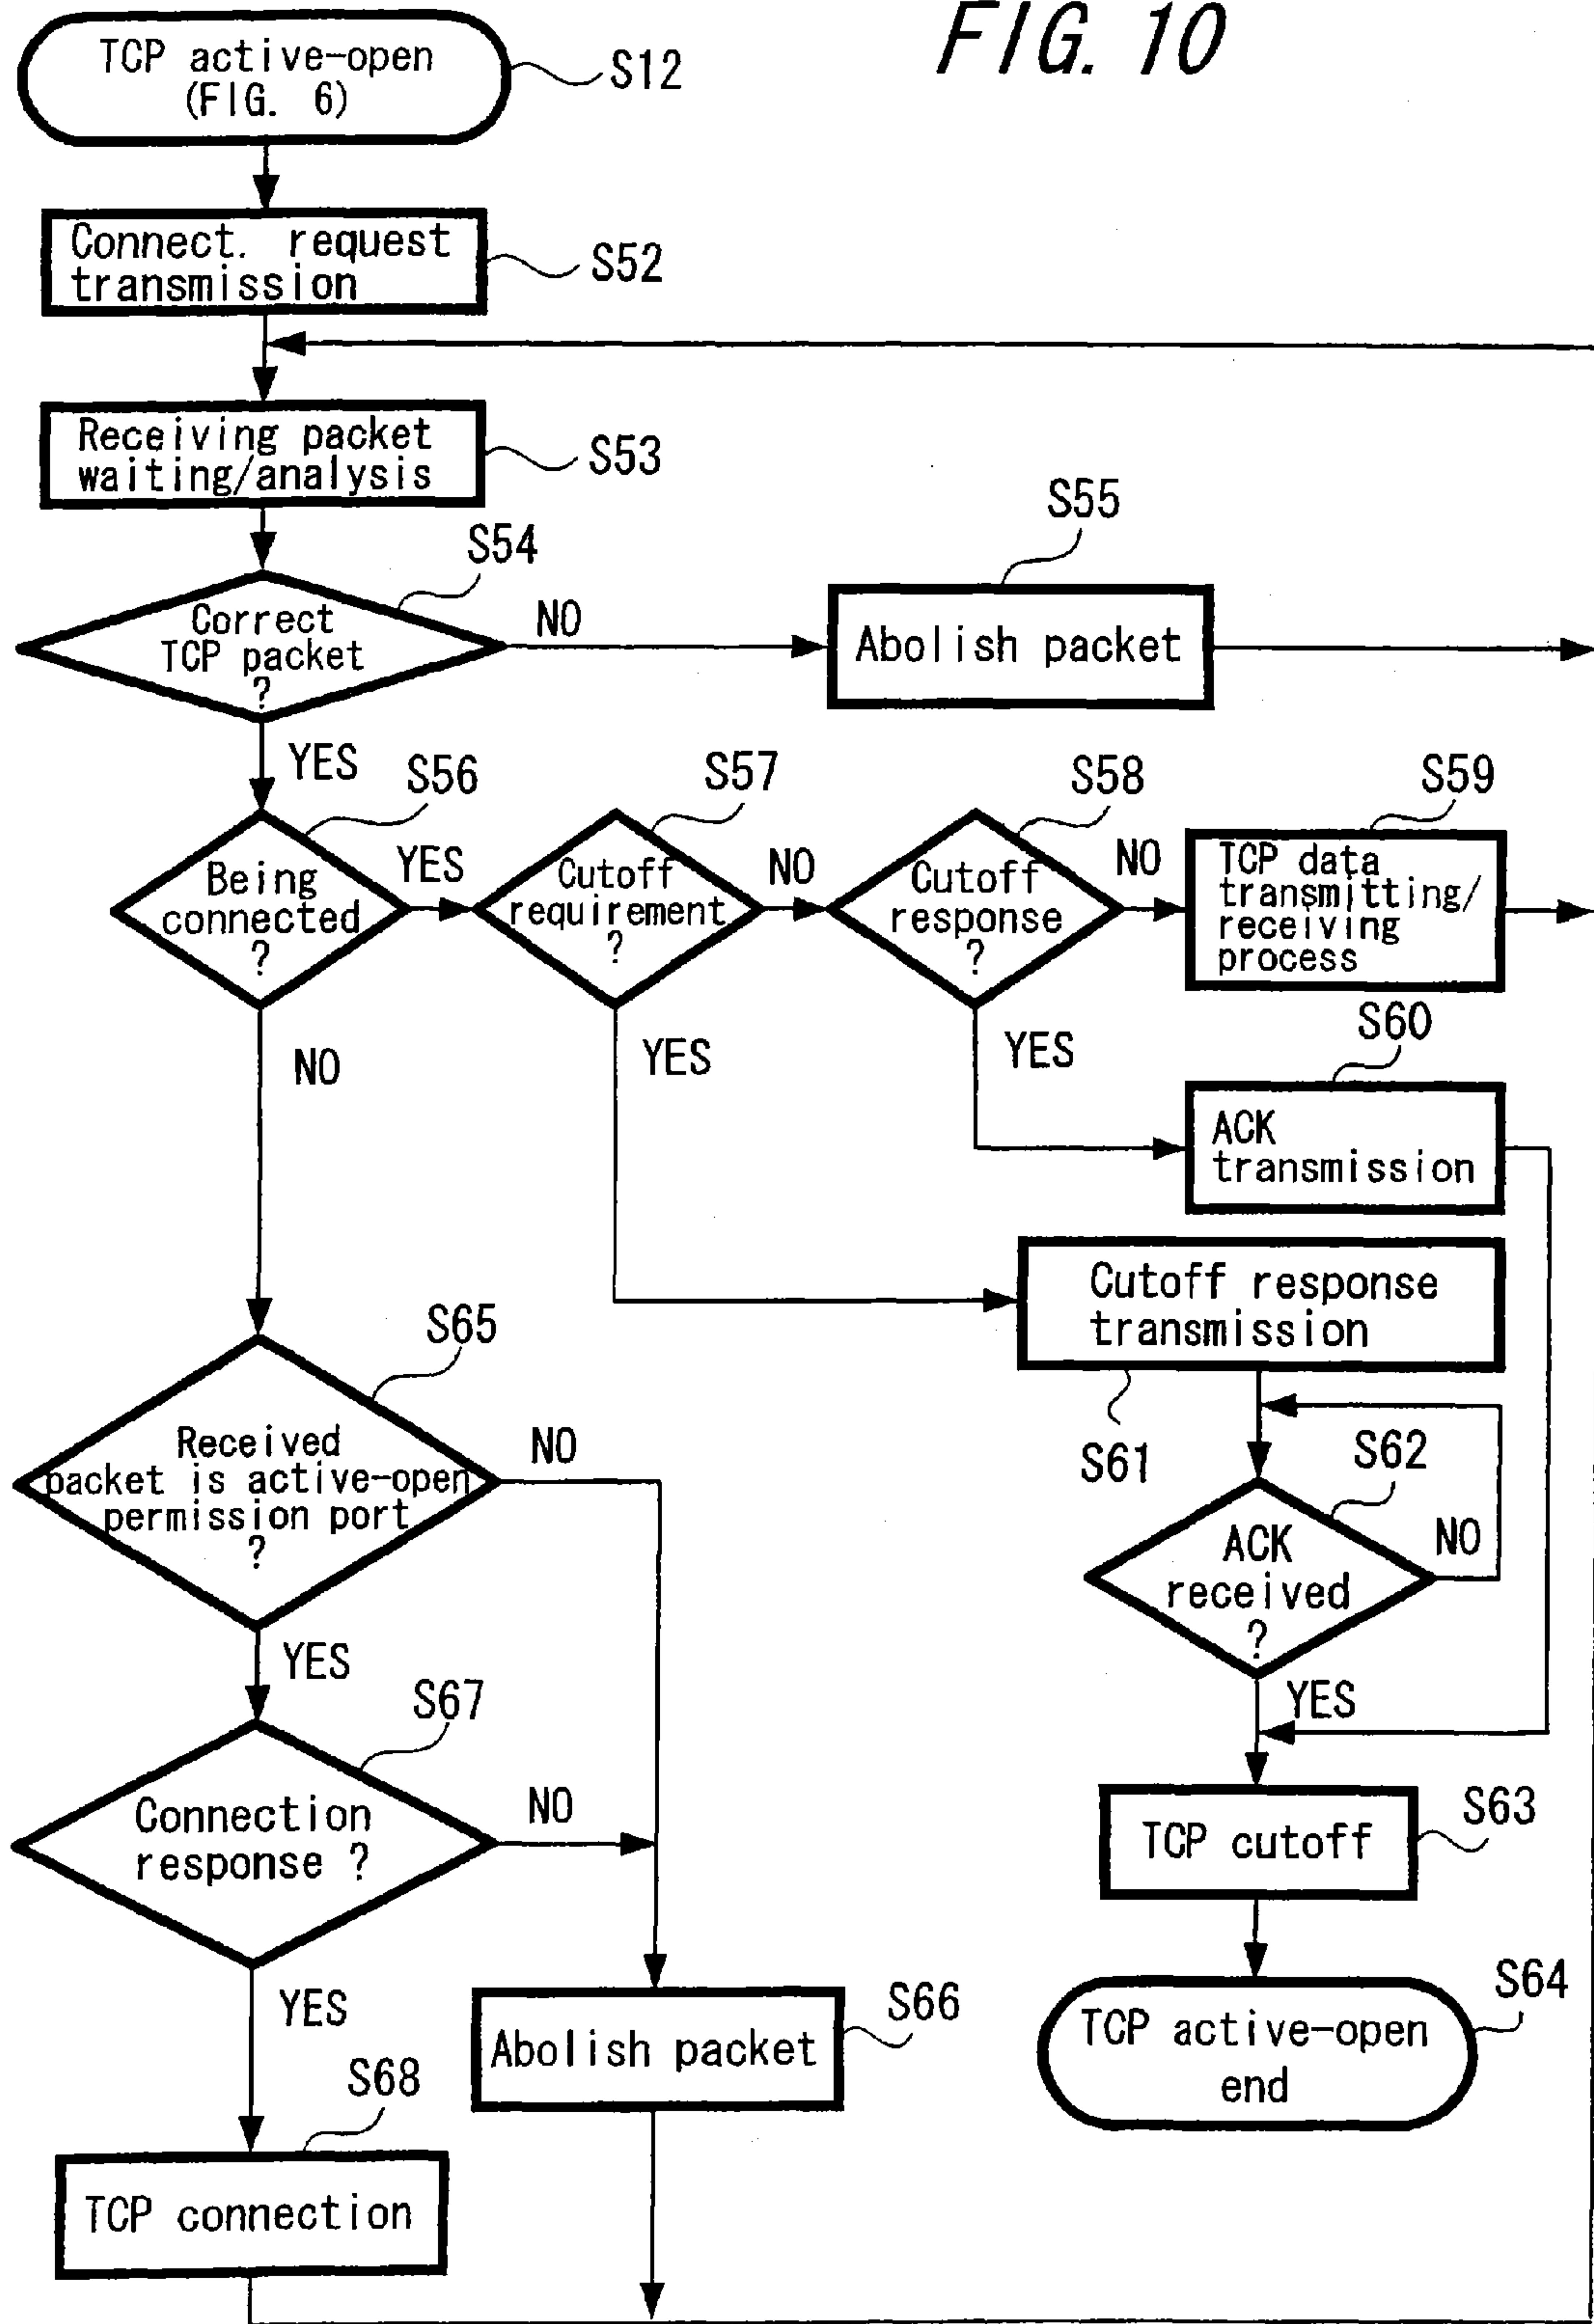 FIG. 10
TCP active-open
(FIG. 6)
S12
Connect. request
transmission
S52
Receiving packet
waiting/analysis
S53
S54
Correct
TCP packet
?
NO
S55
Abolish packet
YES
S56
Being
connected
?
YES
S57
Cutoff
requirement
?
NO
S58
Cutoff
response
?
NO
S59
TCP data
transmitting/
receiving
process
NO
YES
YES
S60
ACK
transmission
Cutoff response
transmission
S61
S62
ACK
received
?
NO
YES
S65
Received
packet is active-open
permission port
?
NO
YES
S67
Connection
response ?
NO
YES
S63
TCP cutoff
S64
TCP active-open
end
S66
Abolish packet
S68
TCP connection